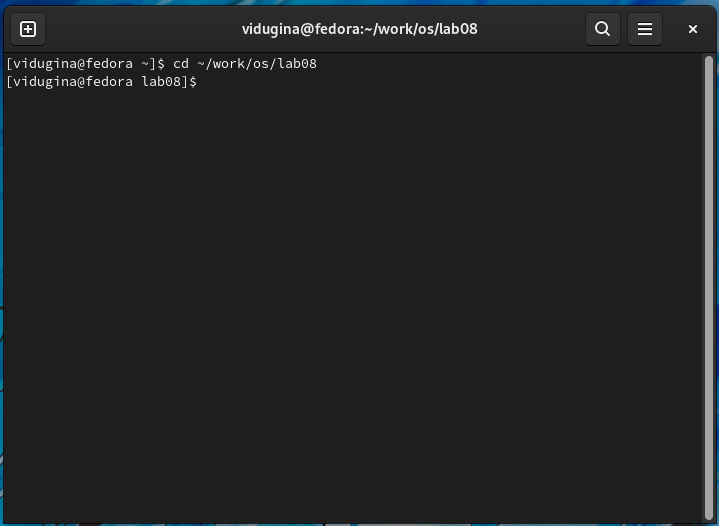 vidugina@fedora:~/work/os/lab08
[vidugina@fedora ~]$ cd ~/work/os/lab08
[vidugina@fedora lab08]$